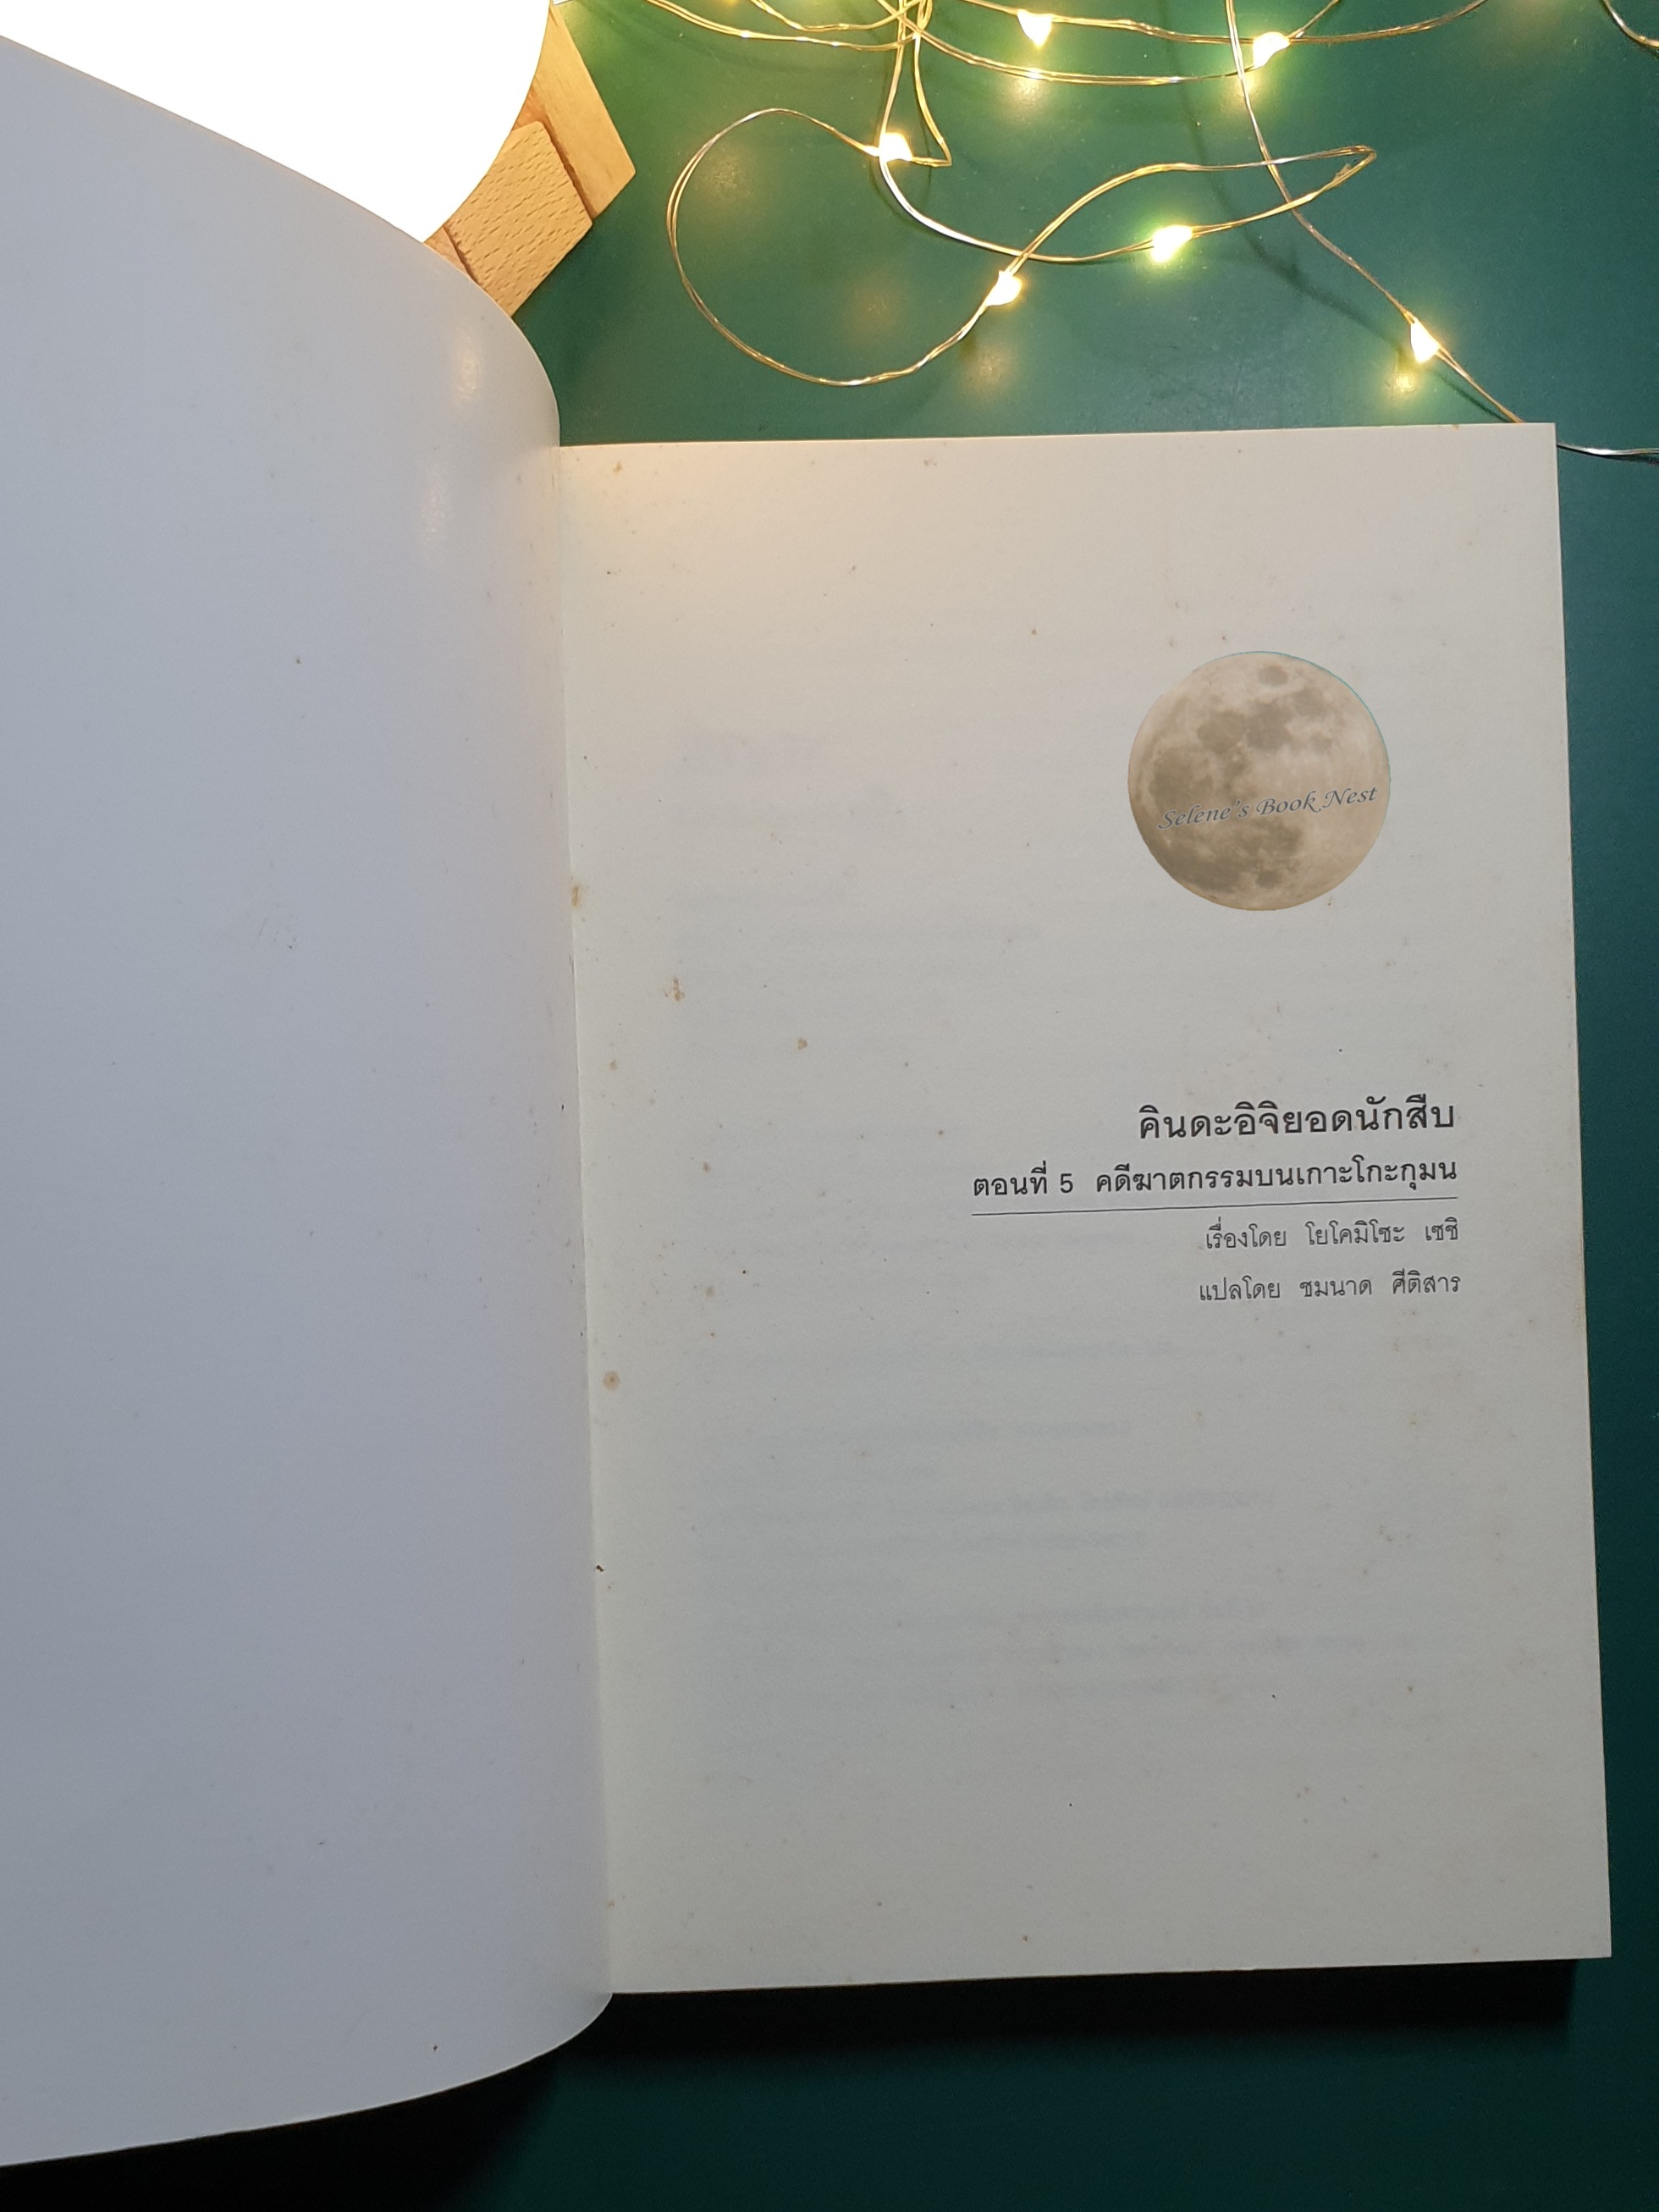 Selene's Book Nest
คินดะอิจิยอดนักสืบ
ตอนที่ 5 คดีฆาตกรรมบนเกาะโกะกุมน
เรื่องโดย โยโคมิโซะ เซชิ
แปลโดย ชมนาด ศีติสาร